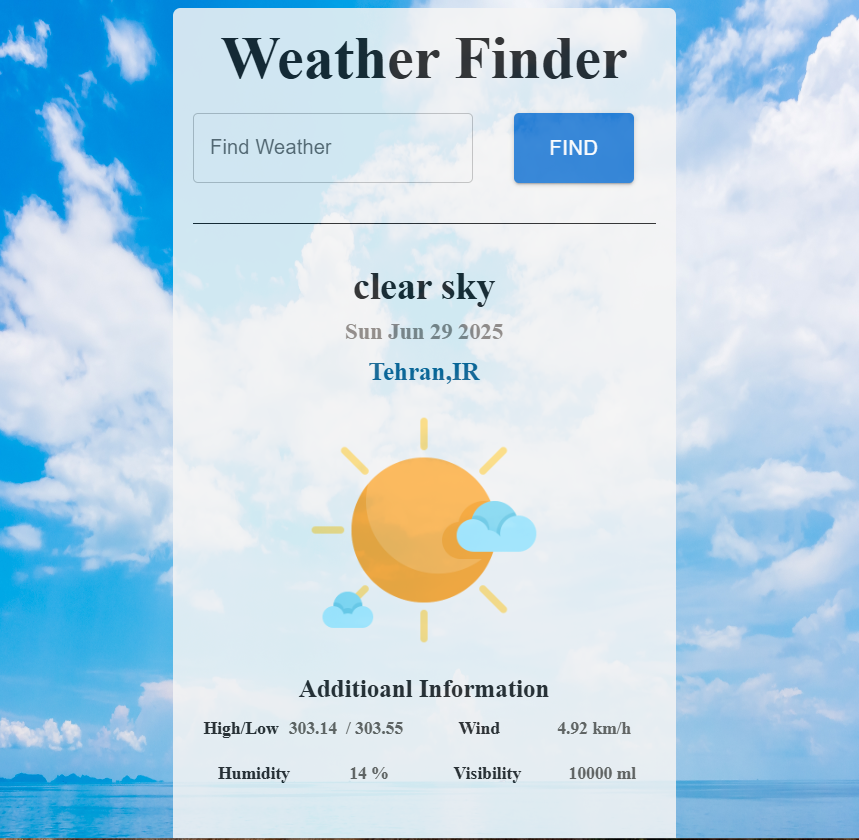 Weather Finder
Find Weather FIND
clear sky
Sun Jun 29 2025
Tehran,IR
Additioanl Information
High/Low 303.14 / 303.55 Wind 4.92 km/h
Humidity 14 % Visibility 10000 ml